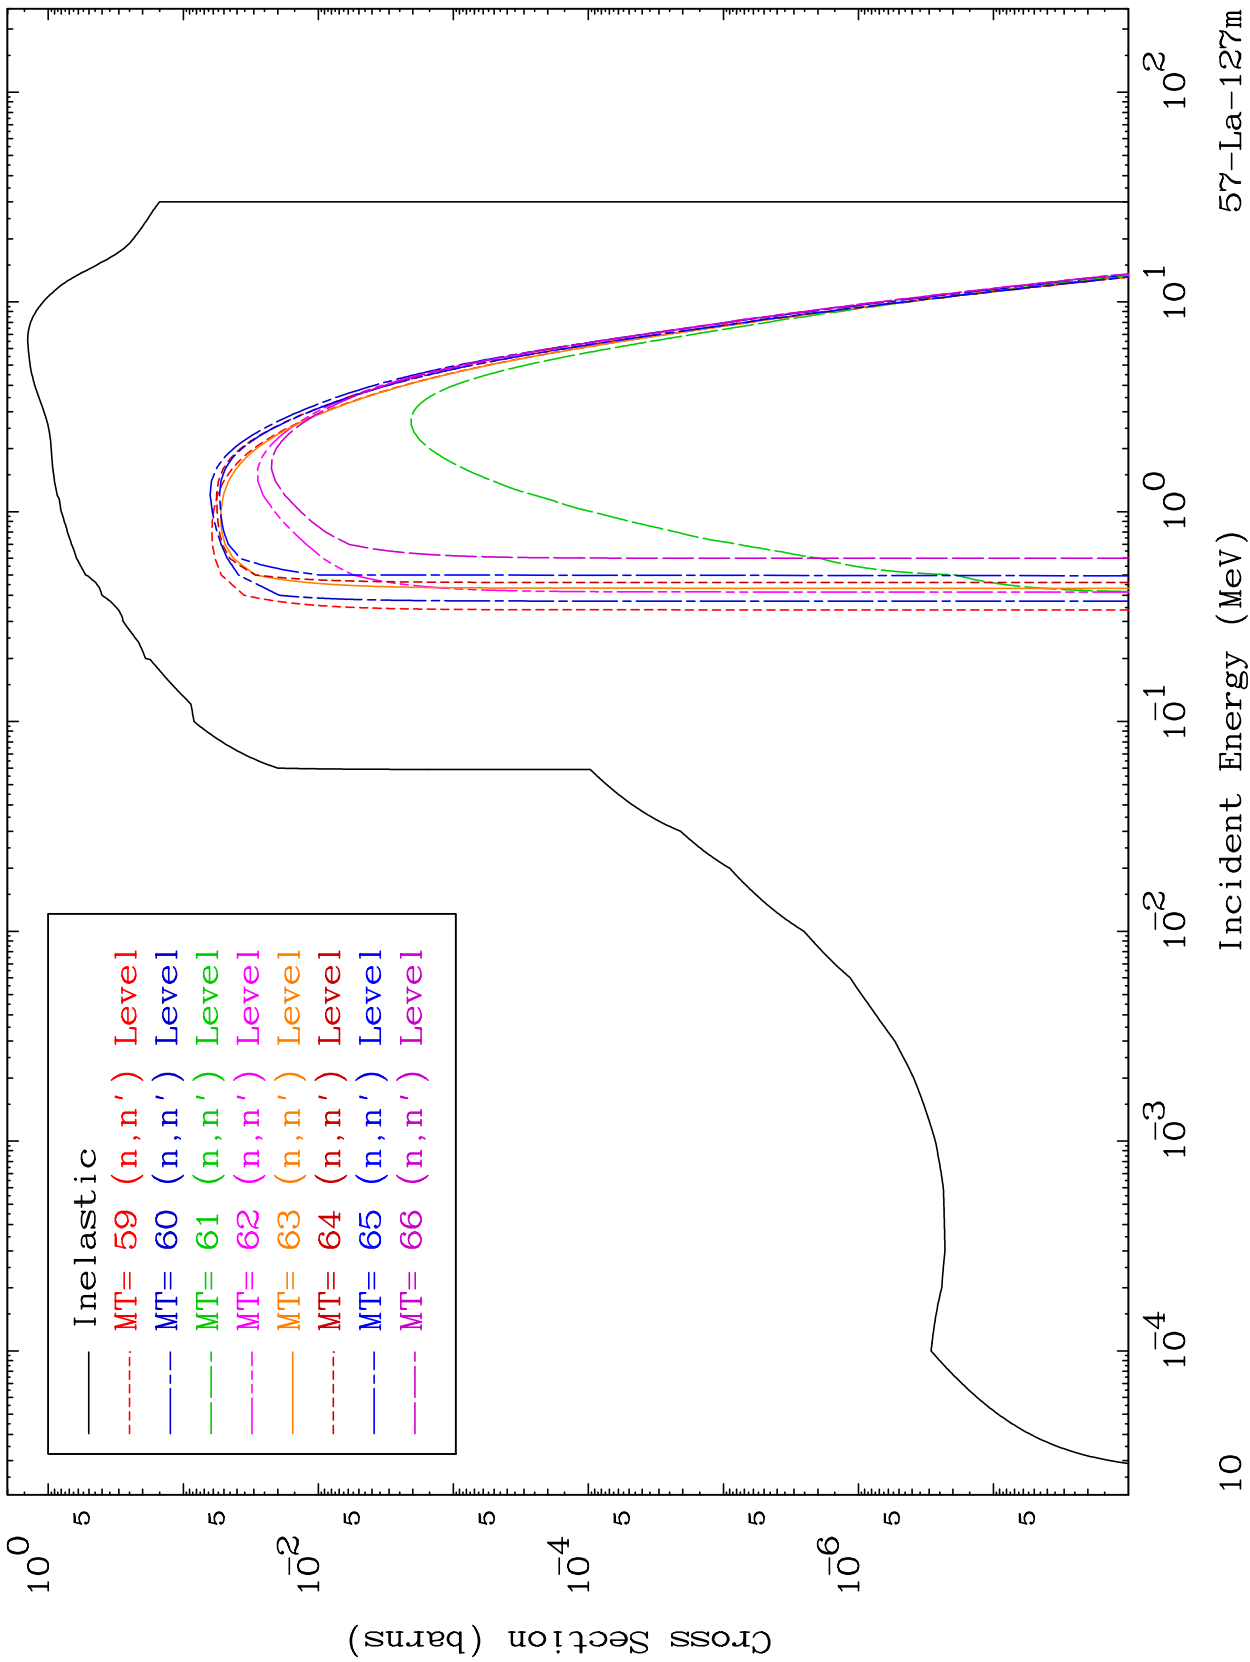 Inelastic
MT= 59 (n,n') Level
MT= 60 (n,n') Level
MT= 61 (n,n') Level
MT= 62 (n,n') Level
MT= 63 (n,n') Level
MT= 64 (n,n') Level
MT= 65 (n,n') Level
MT= 66 (n,n') Level
Cross Section (barns)
10^0
5
5
10^-2
5
5
10^-4
5
5
10^-6
5
5
10^-4
10^-3
10^-2
10^-1
10^0
10^1
10^2
10
Incident Energy (MeV)
57-La-127m